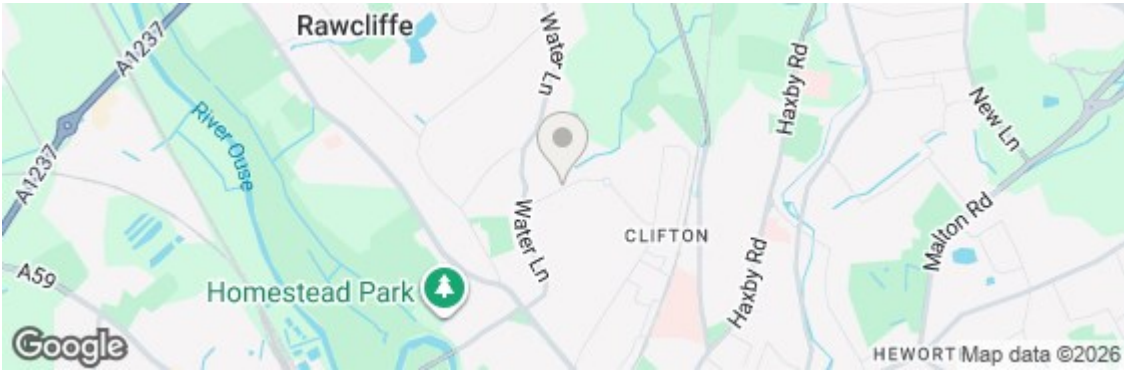 Rawcliffe
A1237
Water Ln
Haxby Rd
River Ouse
New Ln
A1237
Water Ln
CLIFTON
Malton Rd
A59
Homestead Park
Haxby Rd
Google
HEWORT
Map data ©2026